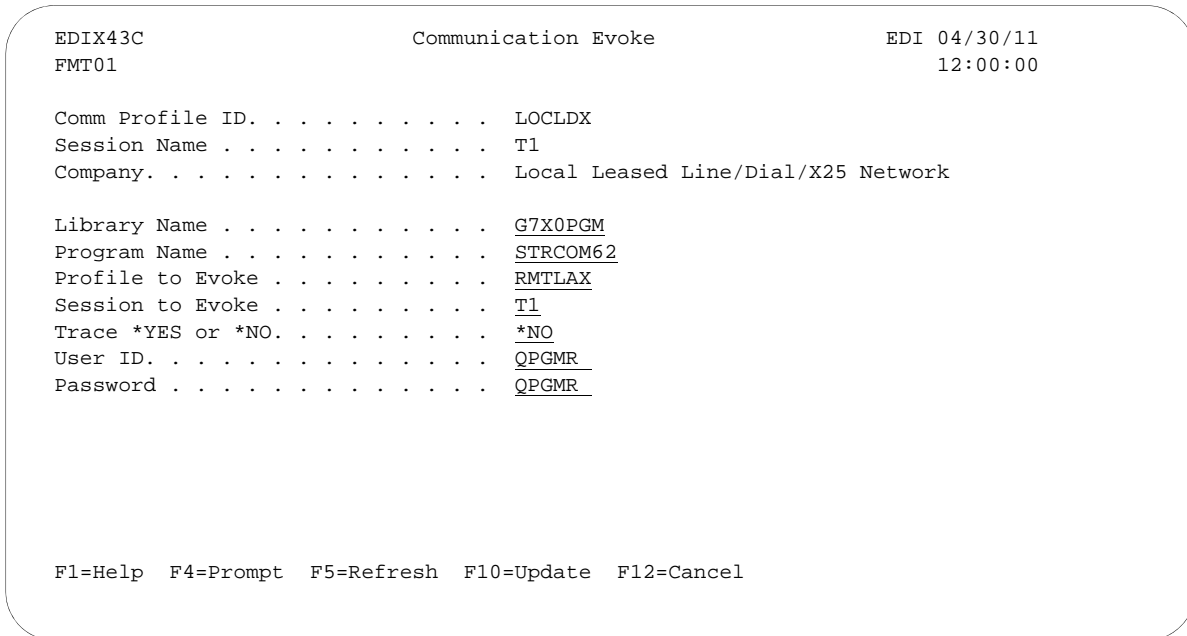 EDIX43C Communication Evoke EDI 04/30/11
FMT01 12:00:00
Comm Profile ID. . . . . . . . . . LOCLDX
Session Name . . . . . . . . . . . T1
Company. . . . . . . . . . . . . . Local Leased Line/Dial/X25 Network
Library Name . . . . . . . . . . . G7X0PGM
Program Name . . . . . . . . . . . STRCOM62
Profile to Evoke . . . . . . . . . RMTLAX
Session to Evoke . . . . . . . . . T1
Trace *YES or *NO. . . . . . . . . *NO
User ID. . . . . . . . . . . . . . QPGMR
Password . . . . . . . . . . . . . QPGMR
F1=Help F4=Prompt F5=Refresh F10=Update F12=Cancel